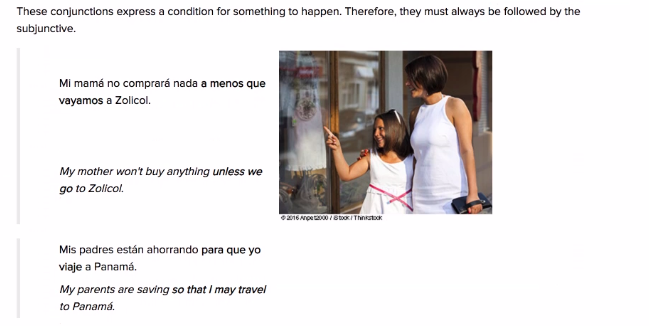 These conjunctions express a condition for something to happen. Therefore, they must always be followed by the
subjunctive.
Mi mamá no comprará nada a menos que
vayamos a Zolicol.
My mother won't buy anything unless we
go to Zolicol.
© 2016 Anpet2000 / iStock / Thinkstock
Mis padres están ahorrando para que yo
viaje a Panamá.
My parents are saving so that I may travel
to Panamá.